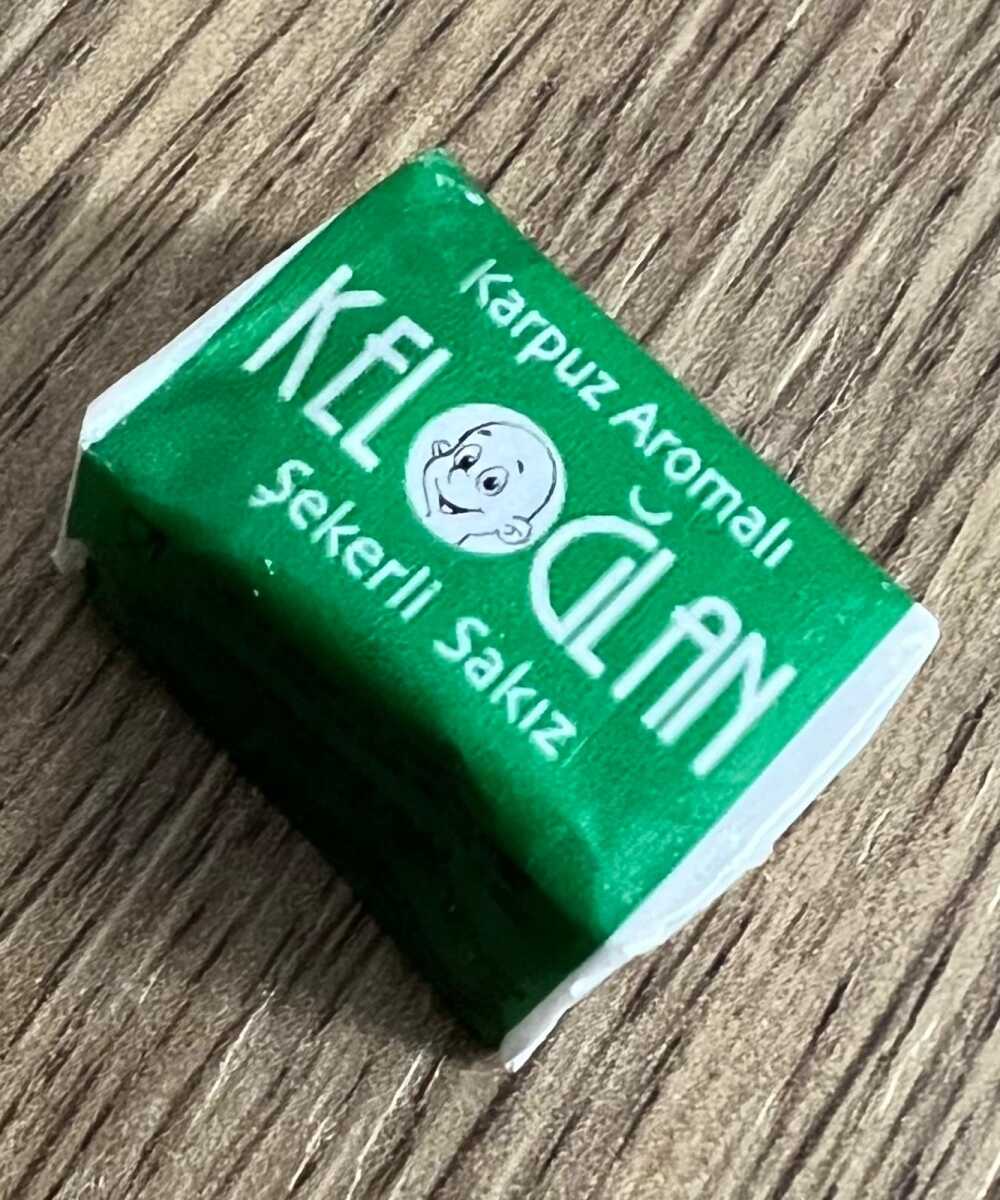 Karpuz Aromalı
KELOĞLAN
Şekerli Sakız